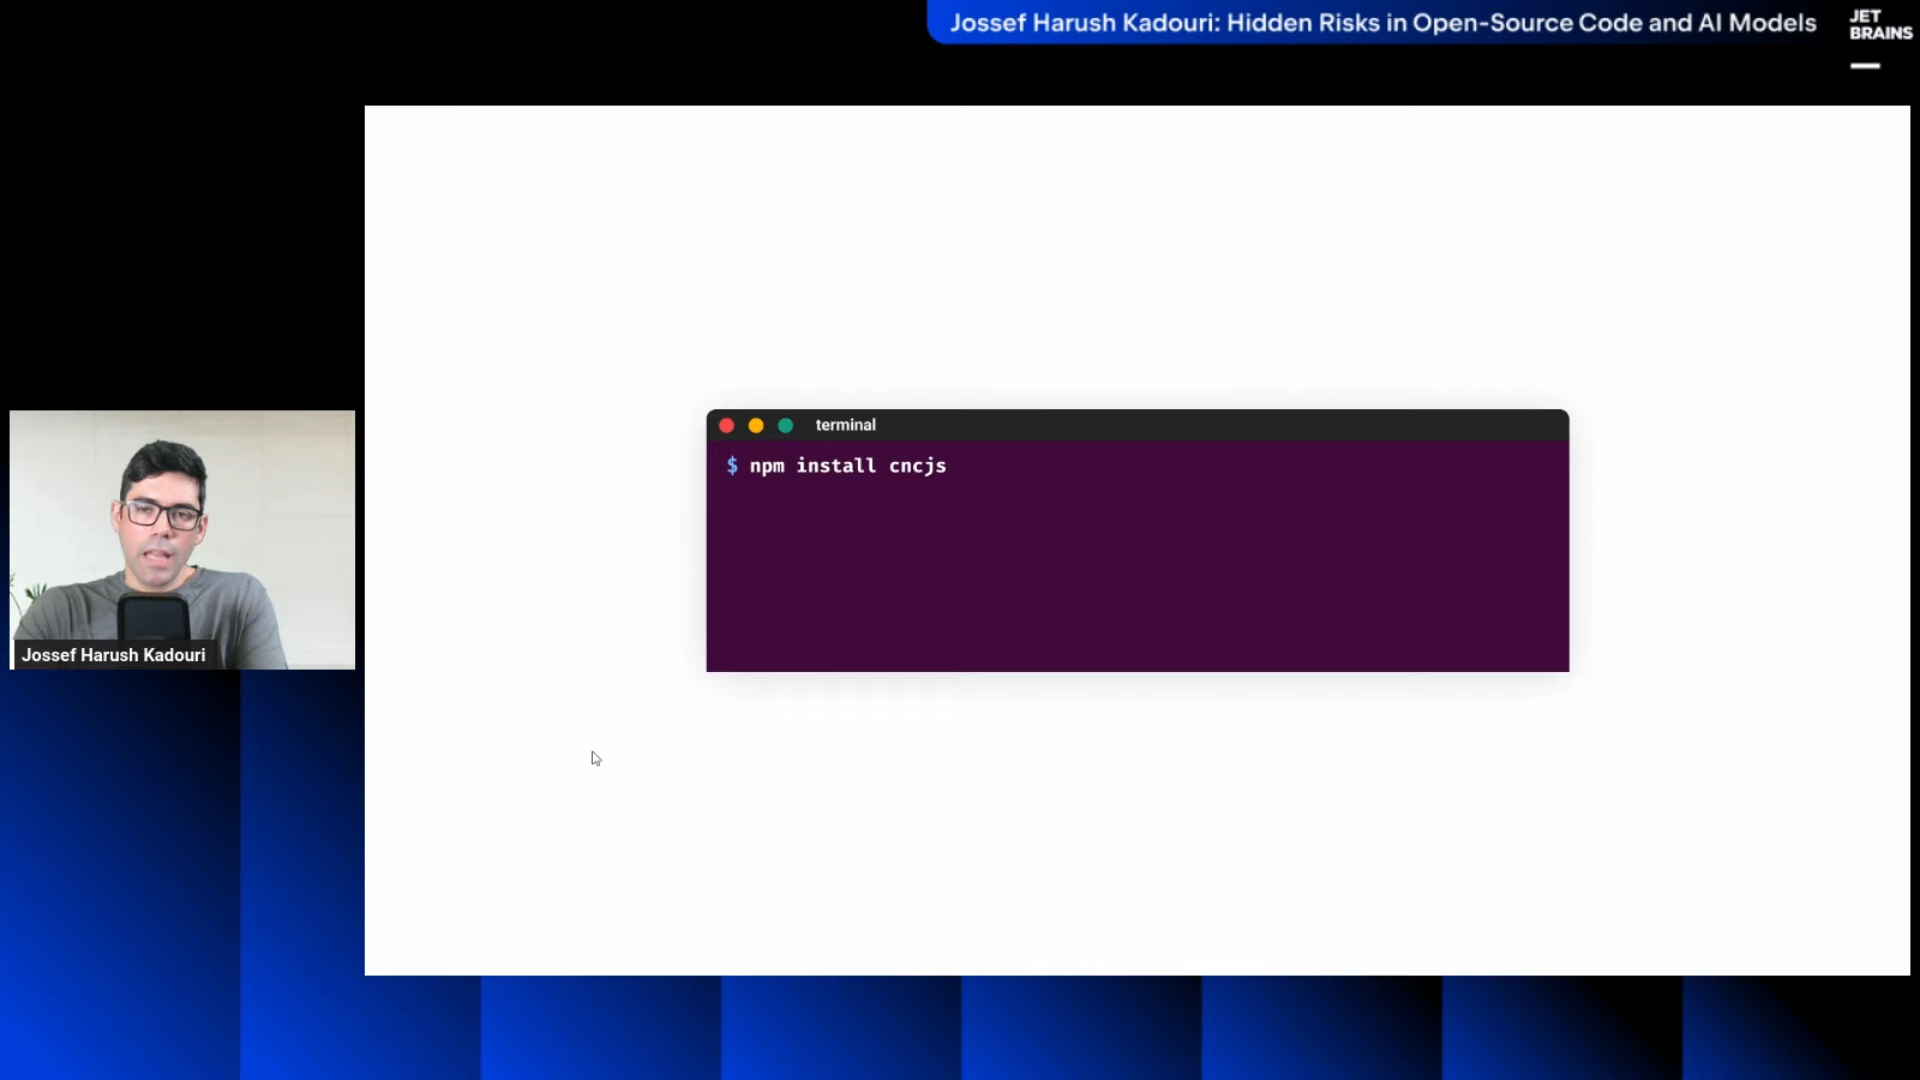 Jossef Harush Kadouri: Hidden Risks in Open-Source Code and AI Models
JET
BRAINS
terminal
$ npm install cncjs
Jossef Harush Kadouri